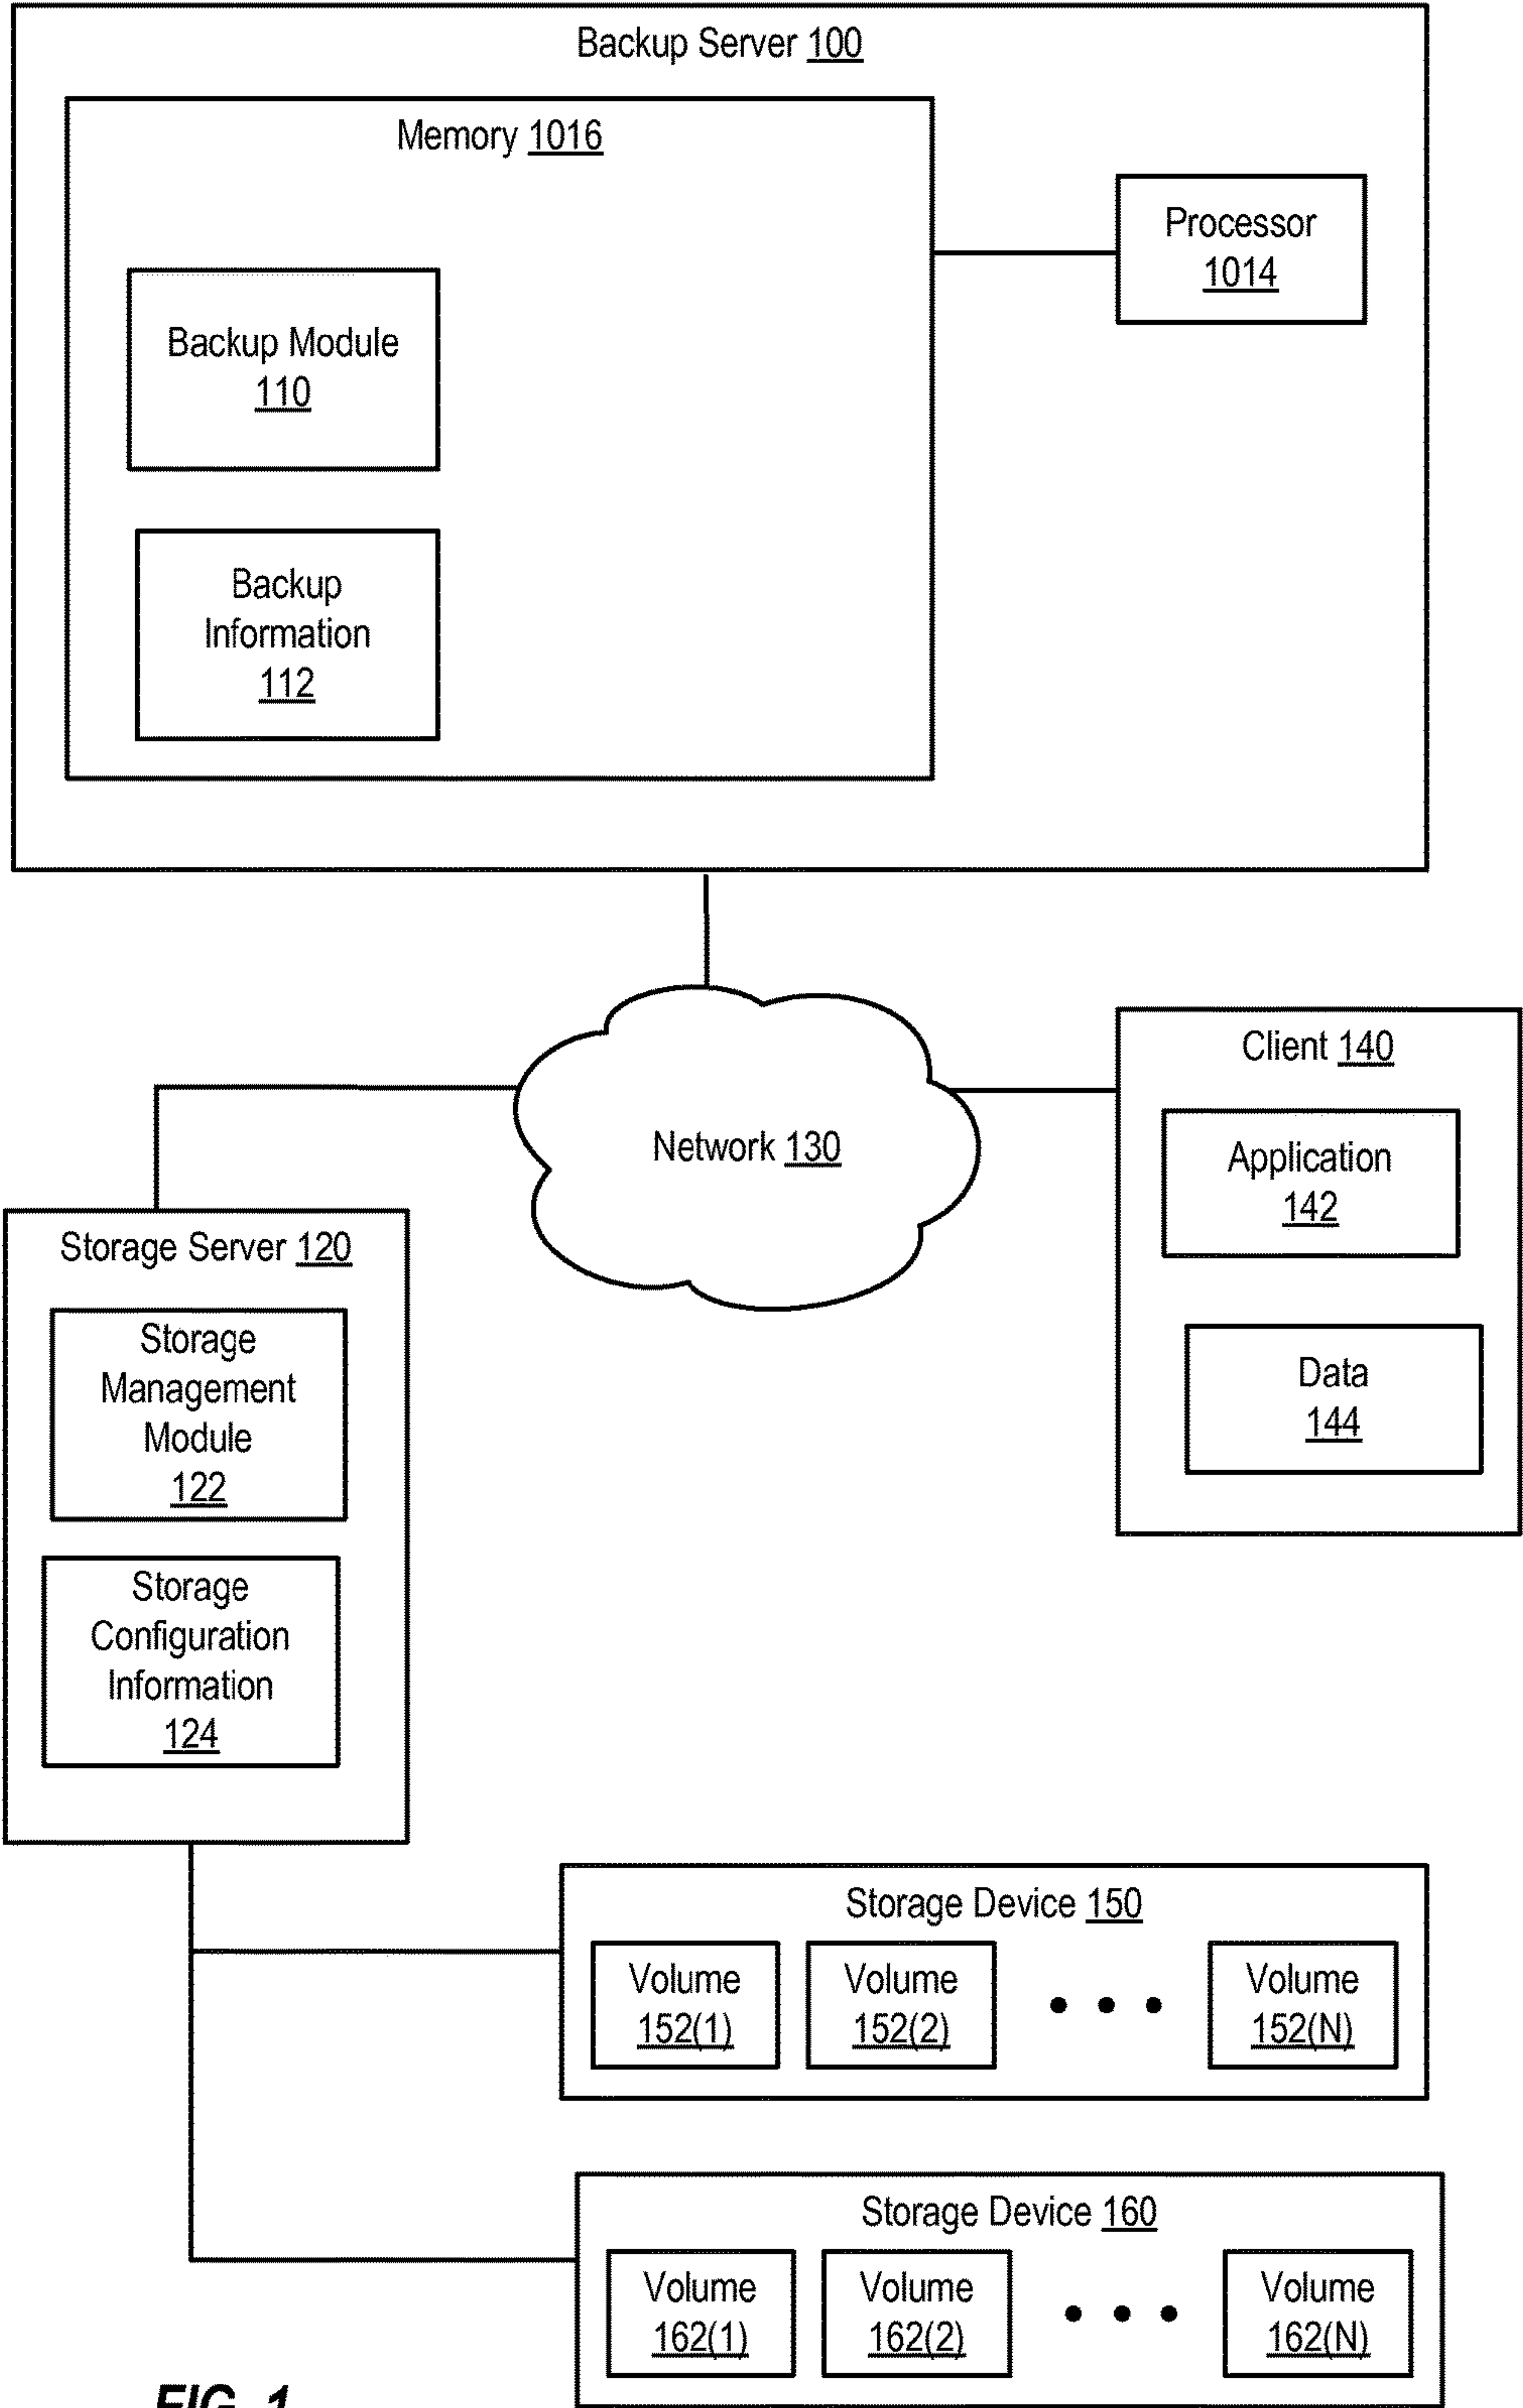 Backup Server 100
Memory 1016
Processor
1014
Backup Module
110
Backup
Information
112
Network 130
Client 140
Application
142
Data
144
Storage Server 120
Storage
Management
Module
122
Storage
Configuration
Information
124
Storage Device 150
Volume
152(1)
Volume
152(2)
Volume
152(N)
Storage Device 160
Volume
162(1)
Volume
162(2)
Volume
162(N)
FIG. 1